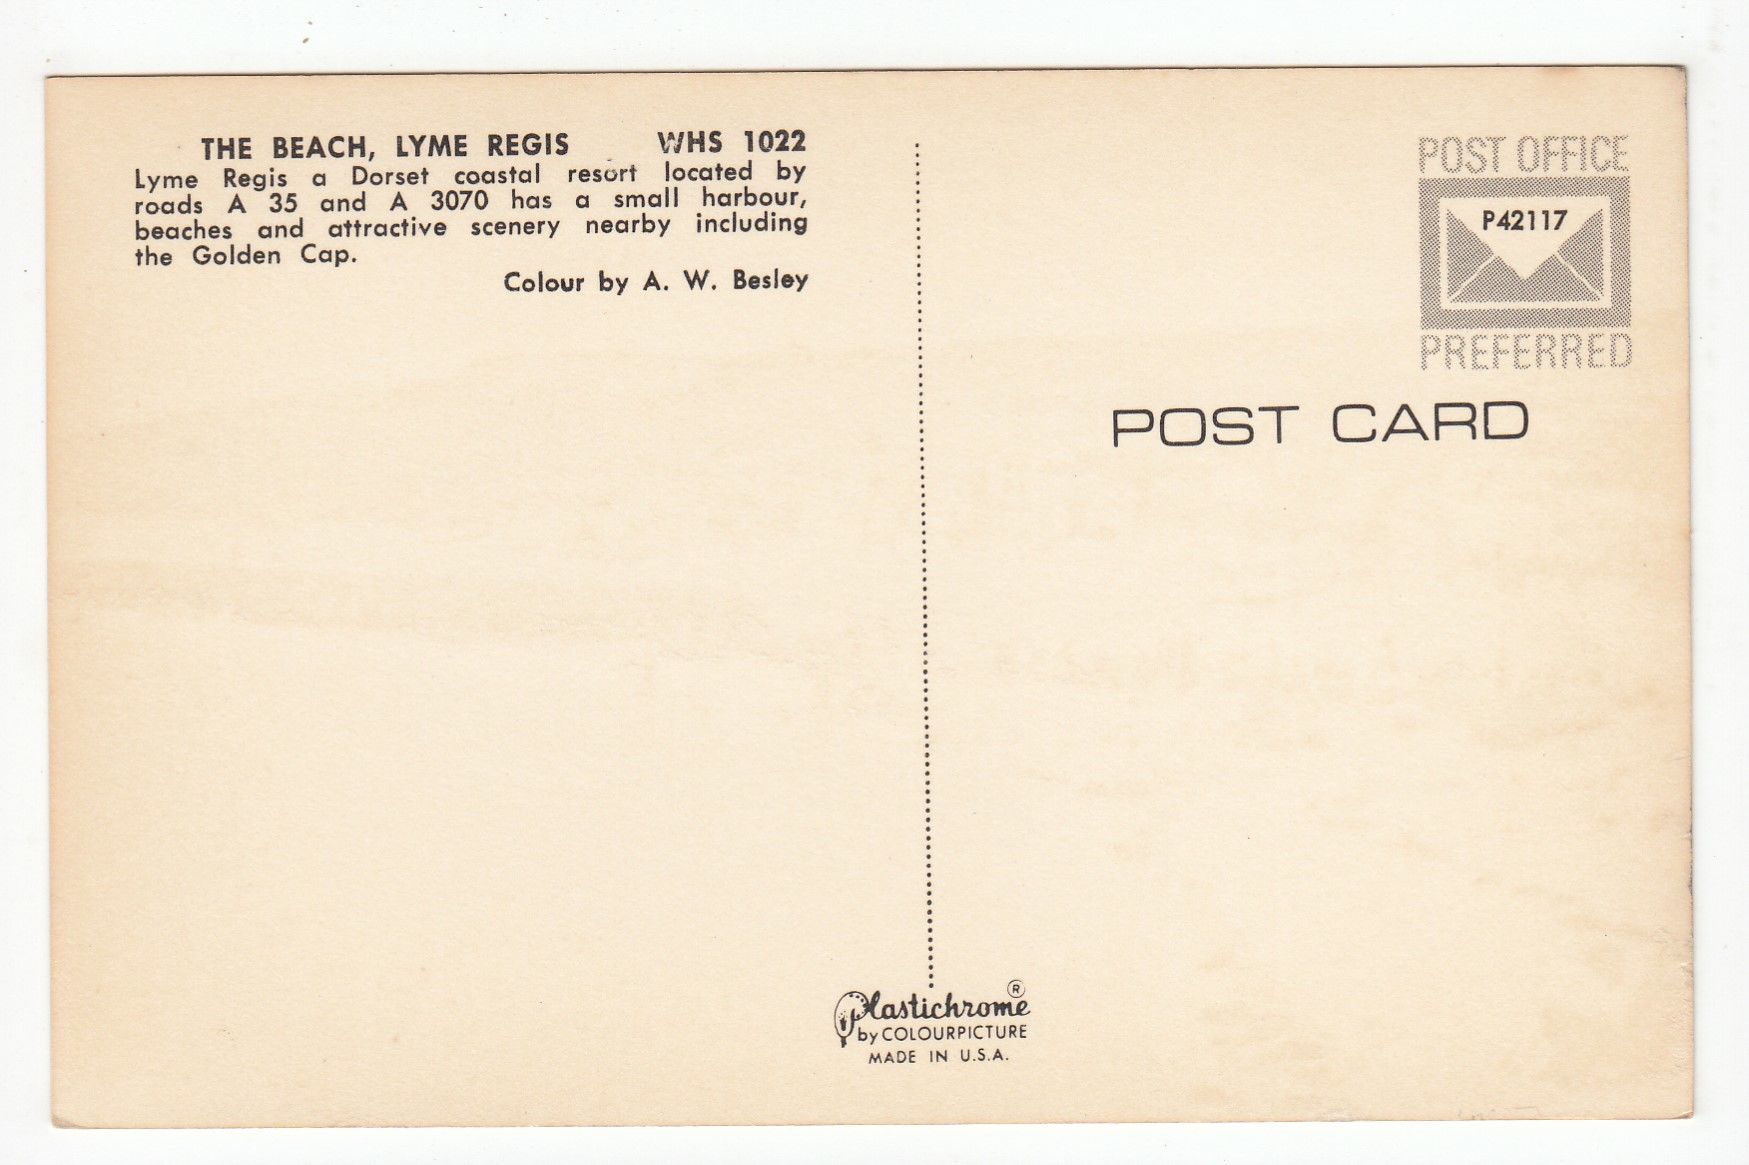 THE BEACH, LYME REGIS WHS 1022
Lyme Regis a Dorset coastal resort located by
roads A 35 and A 3070 has a small harbour,
beaches and attractive scenery nearby including
the Golden Cap.
Colour by A. W. Besley
POST OFFICE
P42117
PREFERRED
POST CARD
Plastichrome ®
by COLOURPICTURE
MADE IN U.S.A.